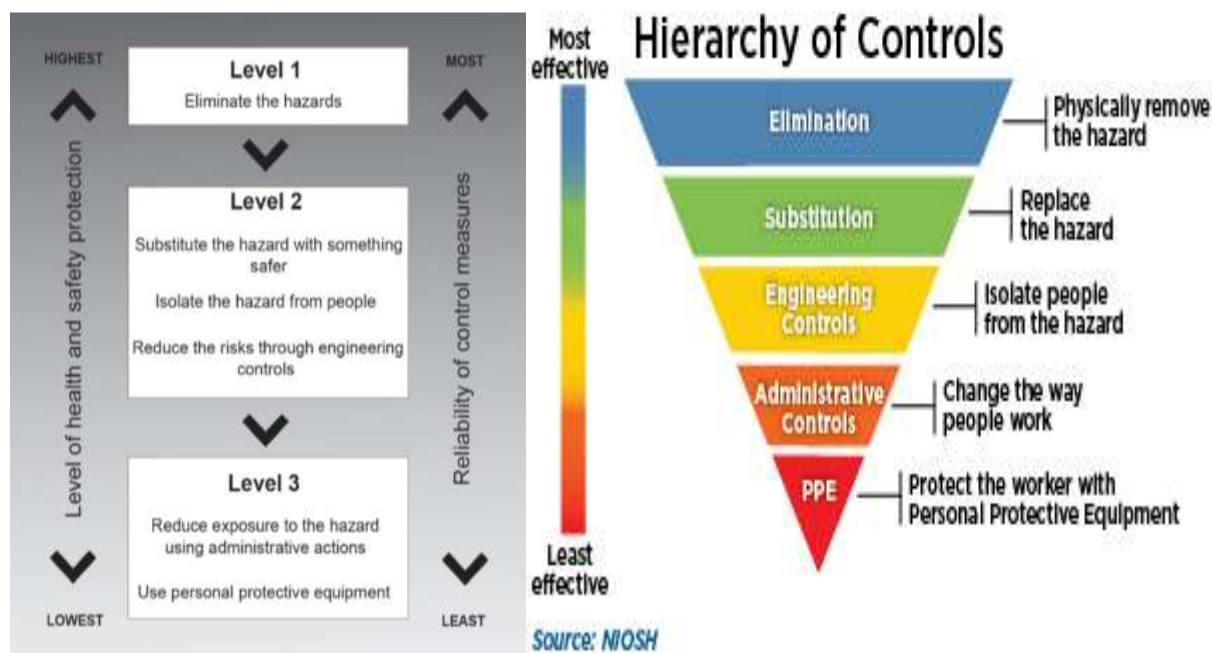 HIGHEST
Level 1
Eliminate the hazards
MOST
Level of health and safety protection
Level 2
Substitute the hazard with something
safer
Isolate the hazard from people
Reduce the risks through engineering
controls
Reliability of control measures
Level 3
Reduce exposure to the hazard
using administrative actions
Use personal protective equipment
LOWEST
LEAST
Hierarchy of Controls
Most
effective
Elimination
Physically remove
the hazard
Substitution
Replace
the hazard
Engineering
Controls
Isolate people
from the hazard
Administrative
Controls
Change the way
people work
PPE
Protect the worker with
Personal Protective Equipment
Least
effective
Source: NIOSH